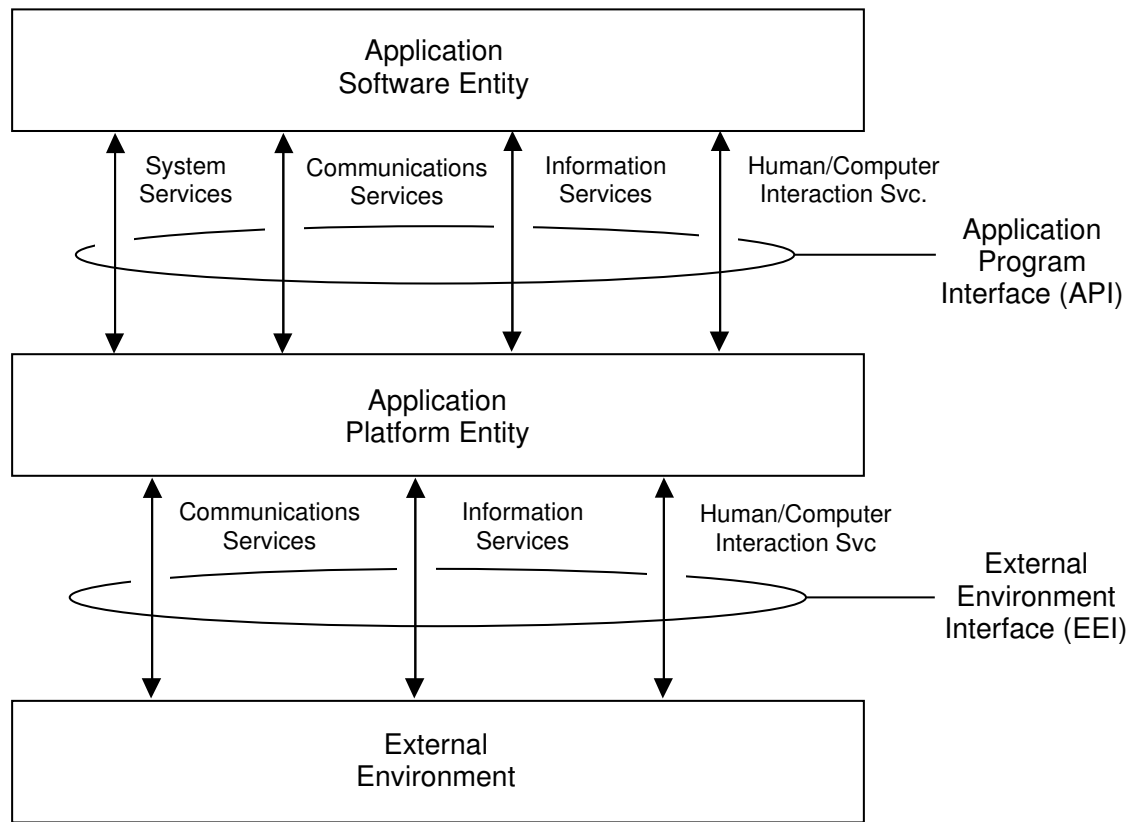 Application
Software Entity
System
Services
Communications
Services
Information
Services
Human/Computer
Interaction Svc.
Application
Program
Interface (API)
Application
Platform Entity
Communications
Services
Information
Services
Human/Computer
Interaction Svc
External
Environment
Interface (EEI)
External
Environment